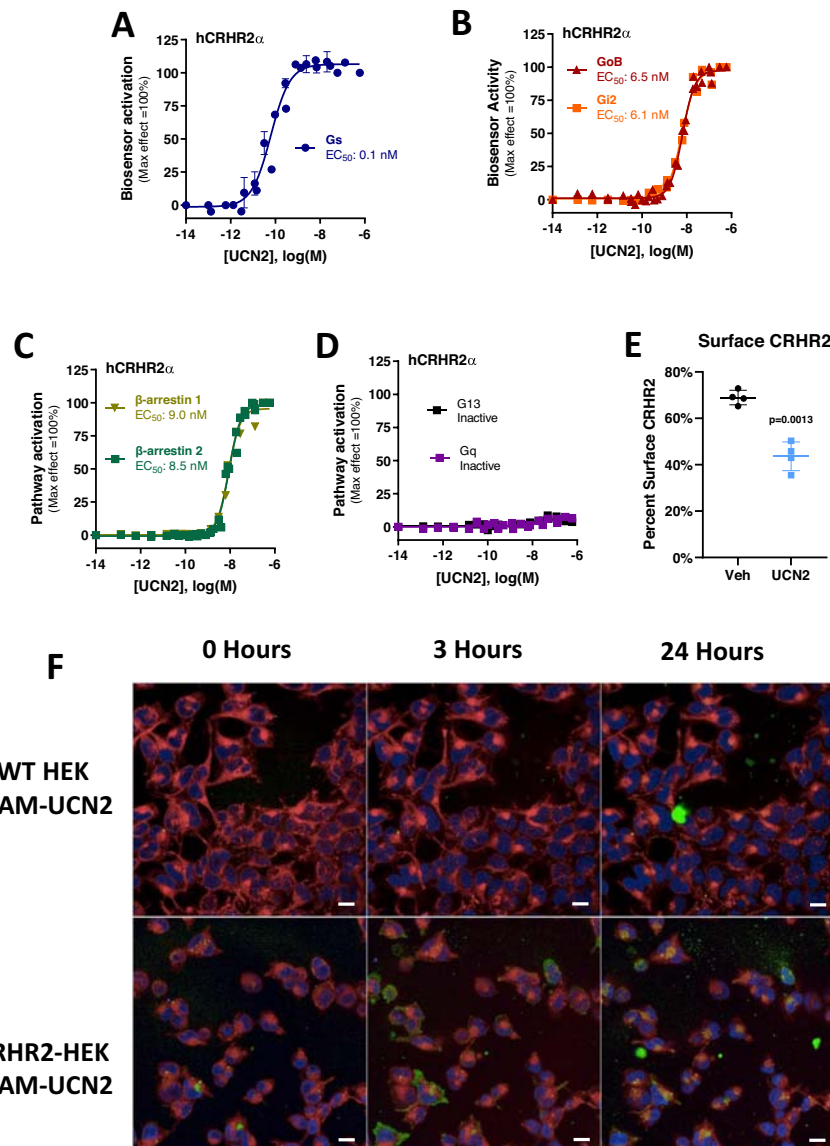 A
hCRHR2α
Biosensor activation
(Max effect =100%)
125
100
75
50
25
0
Gs
EC50: 0.1 nM
-14 -12 -10 -8 -6
[UCN2], log(M)
B
hCRHR2α
Biosensor Activity
(Max effect =100%)
125
100
75
50
25
0
GoB
EC50: 6.5 nM
Gi2
EC50: 6.1 nM
-14 -12 -10 -8 -6
[UCN2], log(M)
C
hCRHR2α
Pathway activation
(Max effect =100%)
125
100
75
50
25
0
β-arrestin 1
EC50: 9.0 nM
β-arrestin 2
EC50: 8.5 nM
-14 -12 -10 -8 -6
[UCN2], log(M)
D
hCRHR2α
Pathway activation
(Max effect =100%)
125
100
75
50
25
0
G13
Inactive
Gq
Inactive
-14 -12 -10 -8 -6
[UCN2], log(M)
E
Surface CRHR2
Percent Surface CRHR2
80%
60%
40%
20%
0%
p=0.0013
Veh UCN2
F
0 Hours 3 Hours 24 Hours
WT HEK
AM-UCN2
RHR2-HEK
AM-UCN2